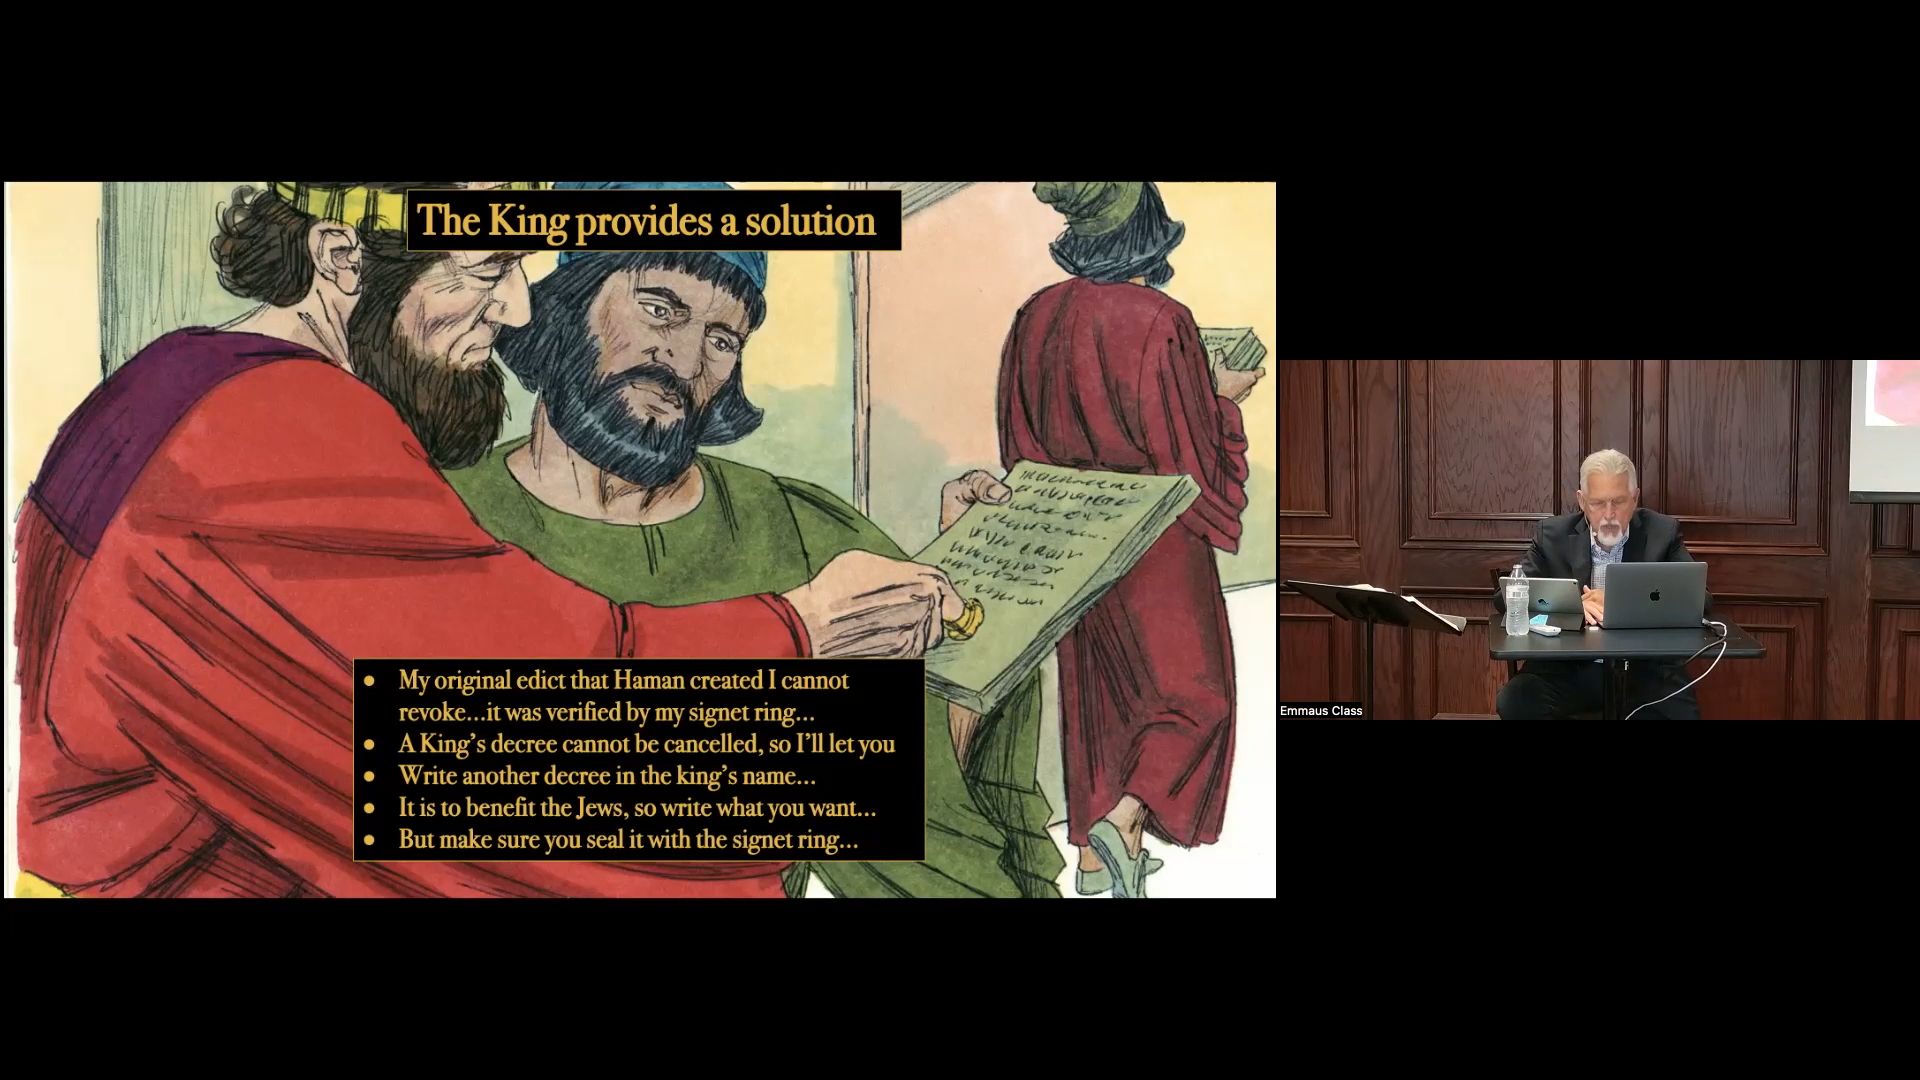 The King provides a solution
• My original edict that Haman created I cannot
revoke...it was verified by my signet ring...
• A King's decree cannot be cancelled, so I'll let you
• Write another decree in the king's name...
• It is to benefit the Jews, so write what you want...
• But make sure you seal it with the signet ring...
Emmaus Class